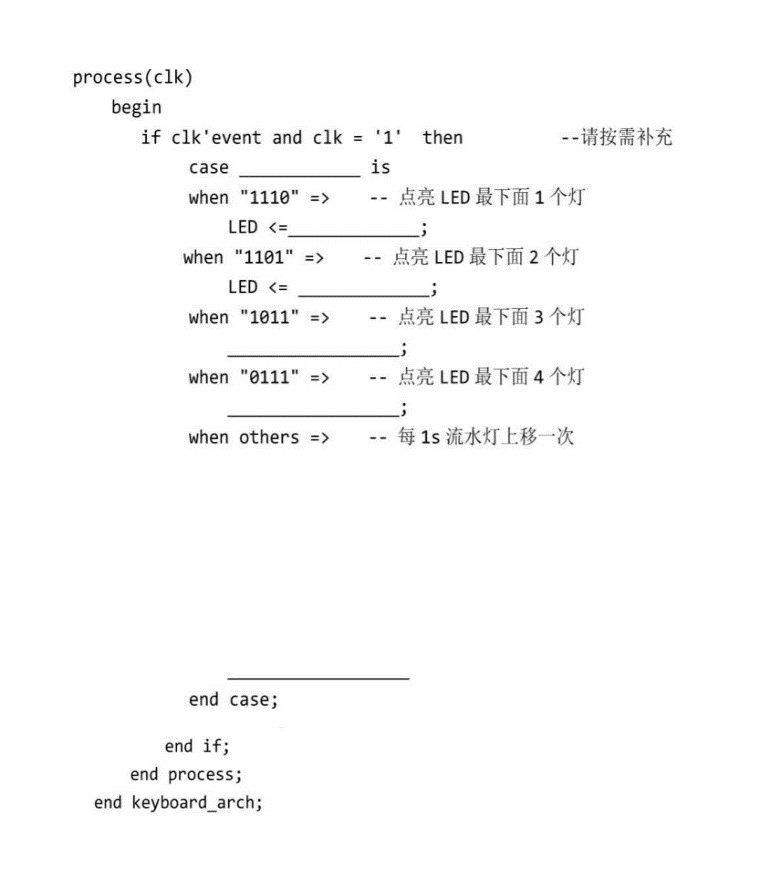 process(clk)
begin
if clk'event and clk = '1' then --请按需补充
case ____________ is
when "1110" => -- 点亮 LED 最下面 1 个灯
LED <=_____________;
when "1101" => -- 点亮 LED 最下面 2 个灯
LED <= _____________;
when "1011" => -- 点亮 LED 最下面 3 个灯
_________________;
when "0111" => -- 点亮 LED 最下面 4 个灯
_________________;
when others => -- 每 1s 流水灯上移一次
__________________
end case;
end if;
end process;
end keyboard_arch;